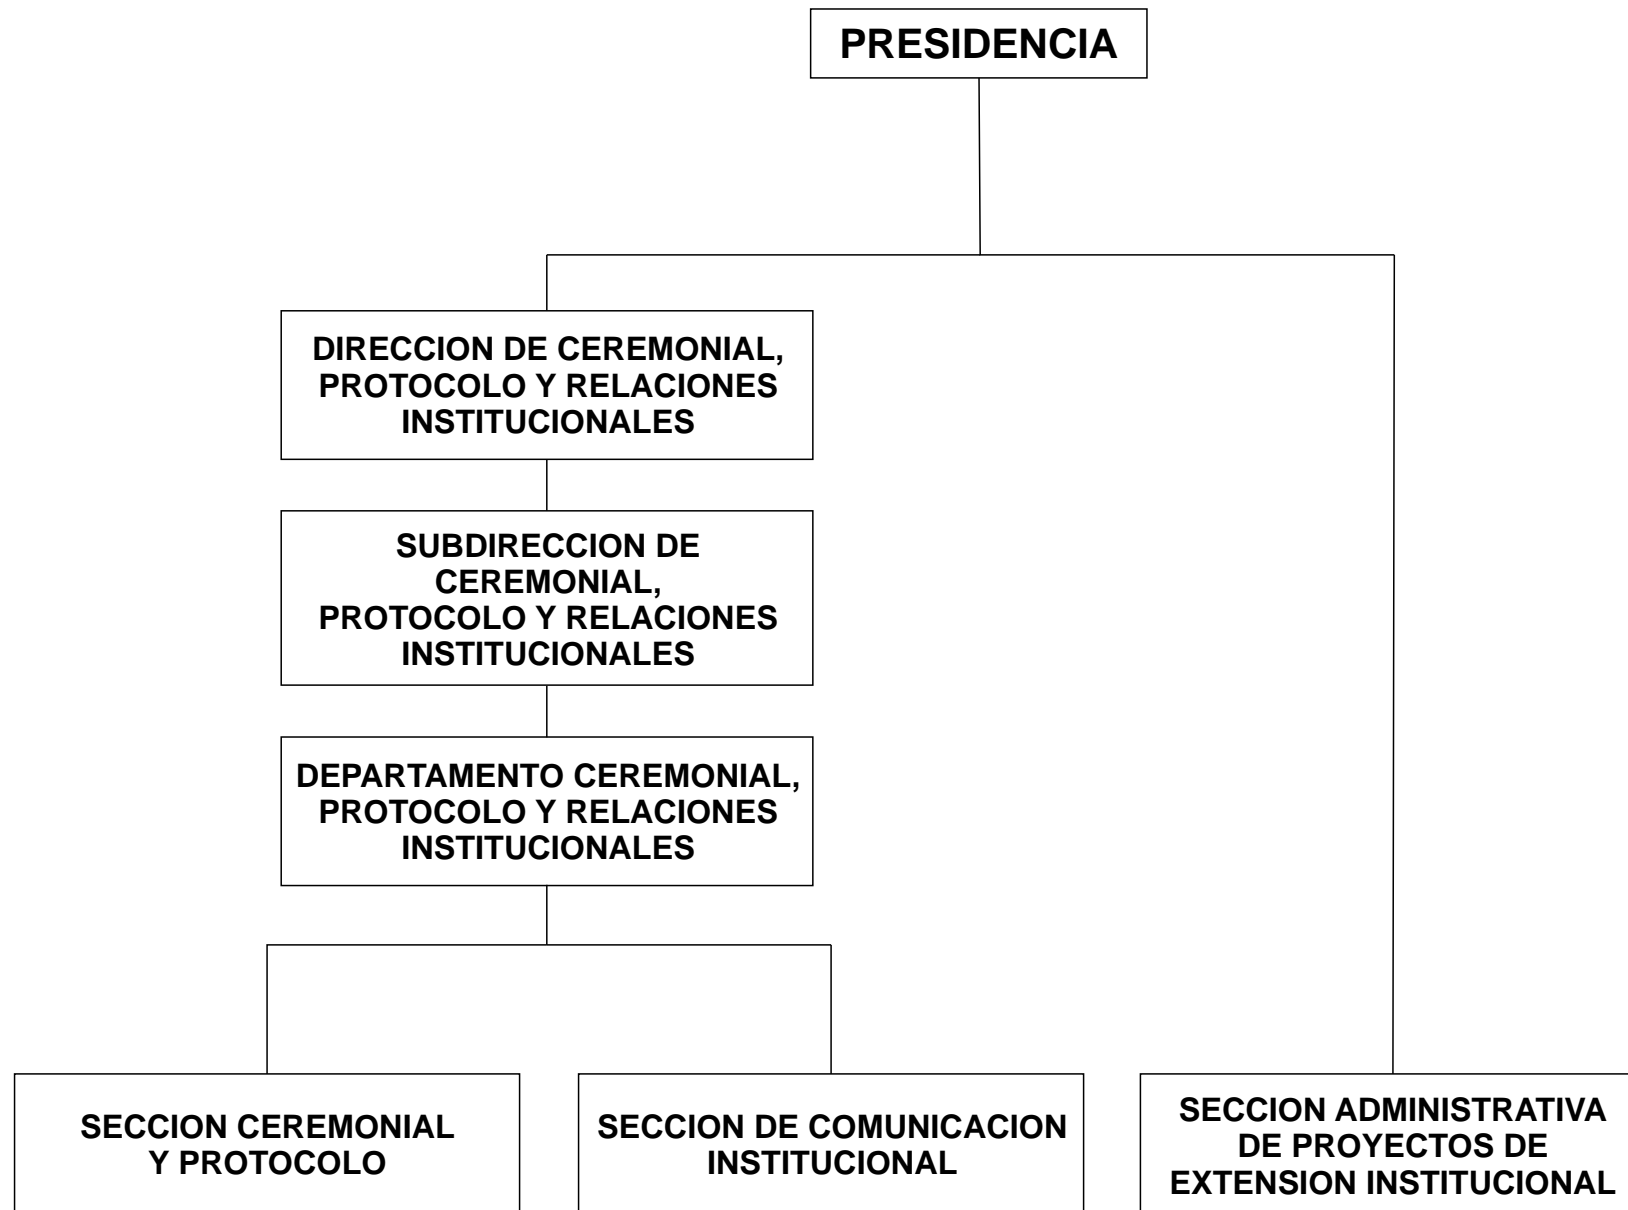 PRESIDENCIA
DIRECCION DE CEREMONIAL,
PROTOCOLO Y RELACIONES
INSTITUCIONALES
SUBDIRECCION DE
CEREMONIAL,
PROTOCOLO Y RELACIONES
INSTITUCIONALES
DEPARTAMENTO CEREMONIAL,
PROTOCOLO Y RELACIONES
INSTITUCIONALES
SECCION CEREMONIAL
Y PROTOCOLO
SECCION DE COMUNICACION
INSTITUCIONAL
SECCION ADMINISTRATIVA
DE PROYECTOS DE
EXTENSION INSTITUCIONAL